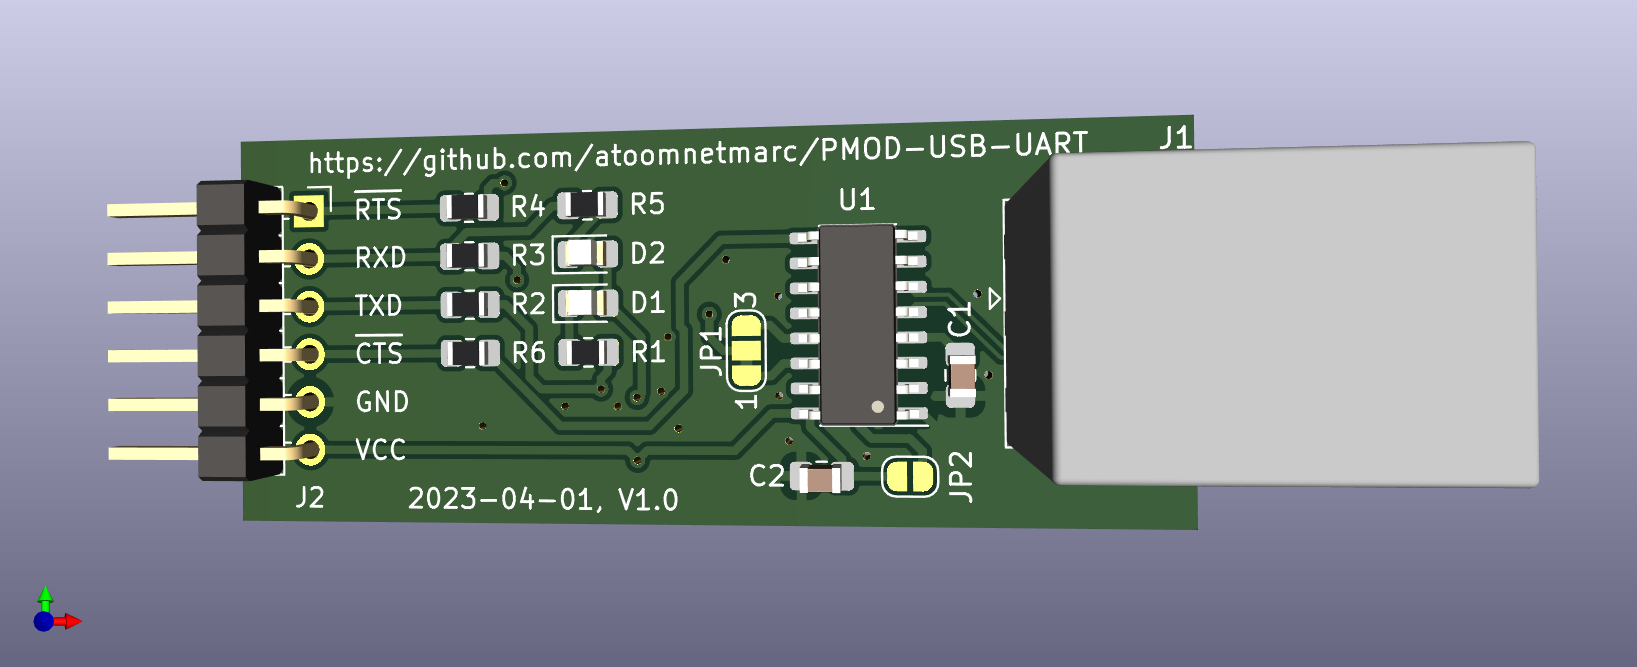 https://github.com/atoomnetmarc/PMOD-USB-UART
J1
RTS
R4
R5
U1
RXD
R3
D2
TXD
R2
D1
3
JP1
1
C1
CTS
R6
R1
GND
VCC
C2
JP2
J2
2023-04-01, V1.0